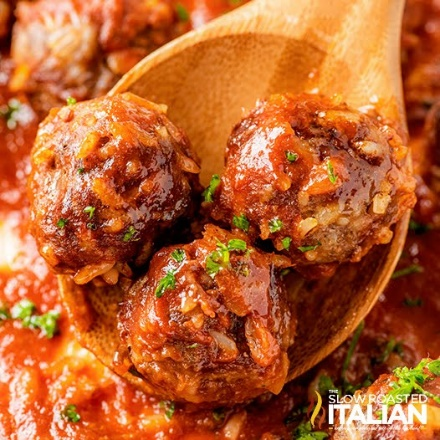 THE
SLOW ROASTED
ITALIAN